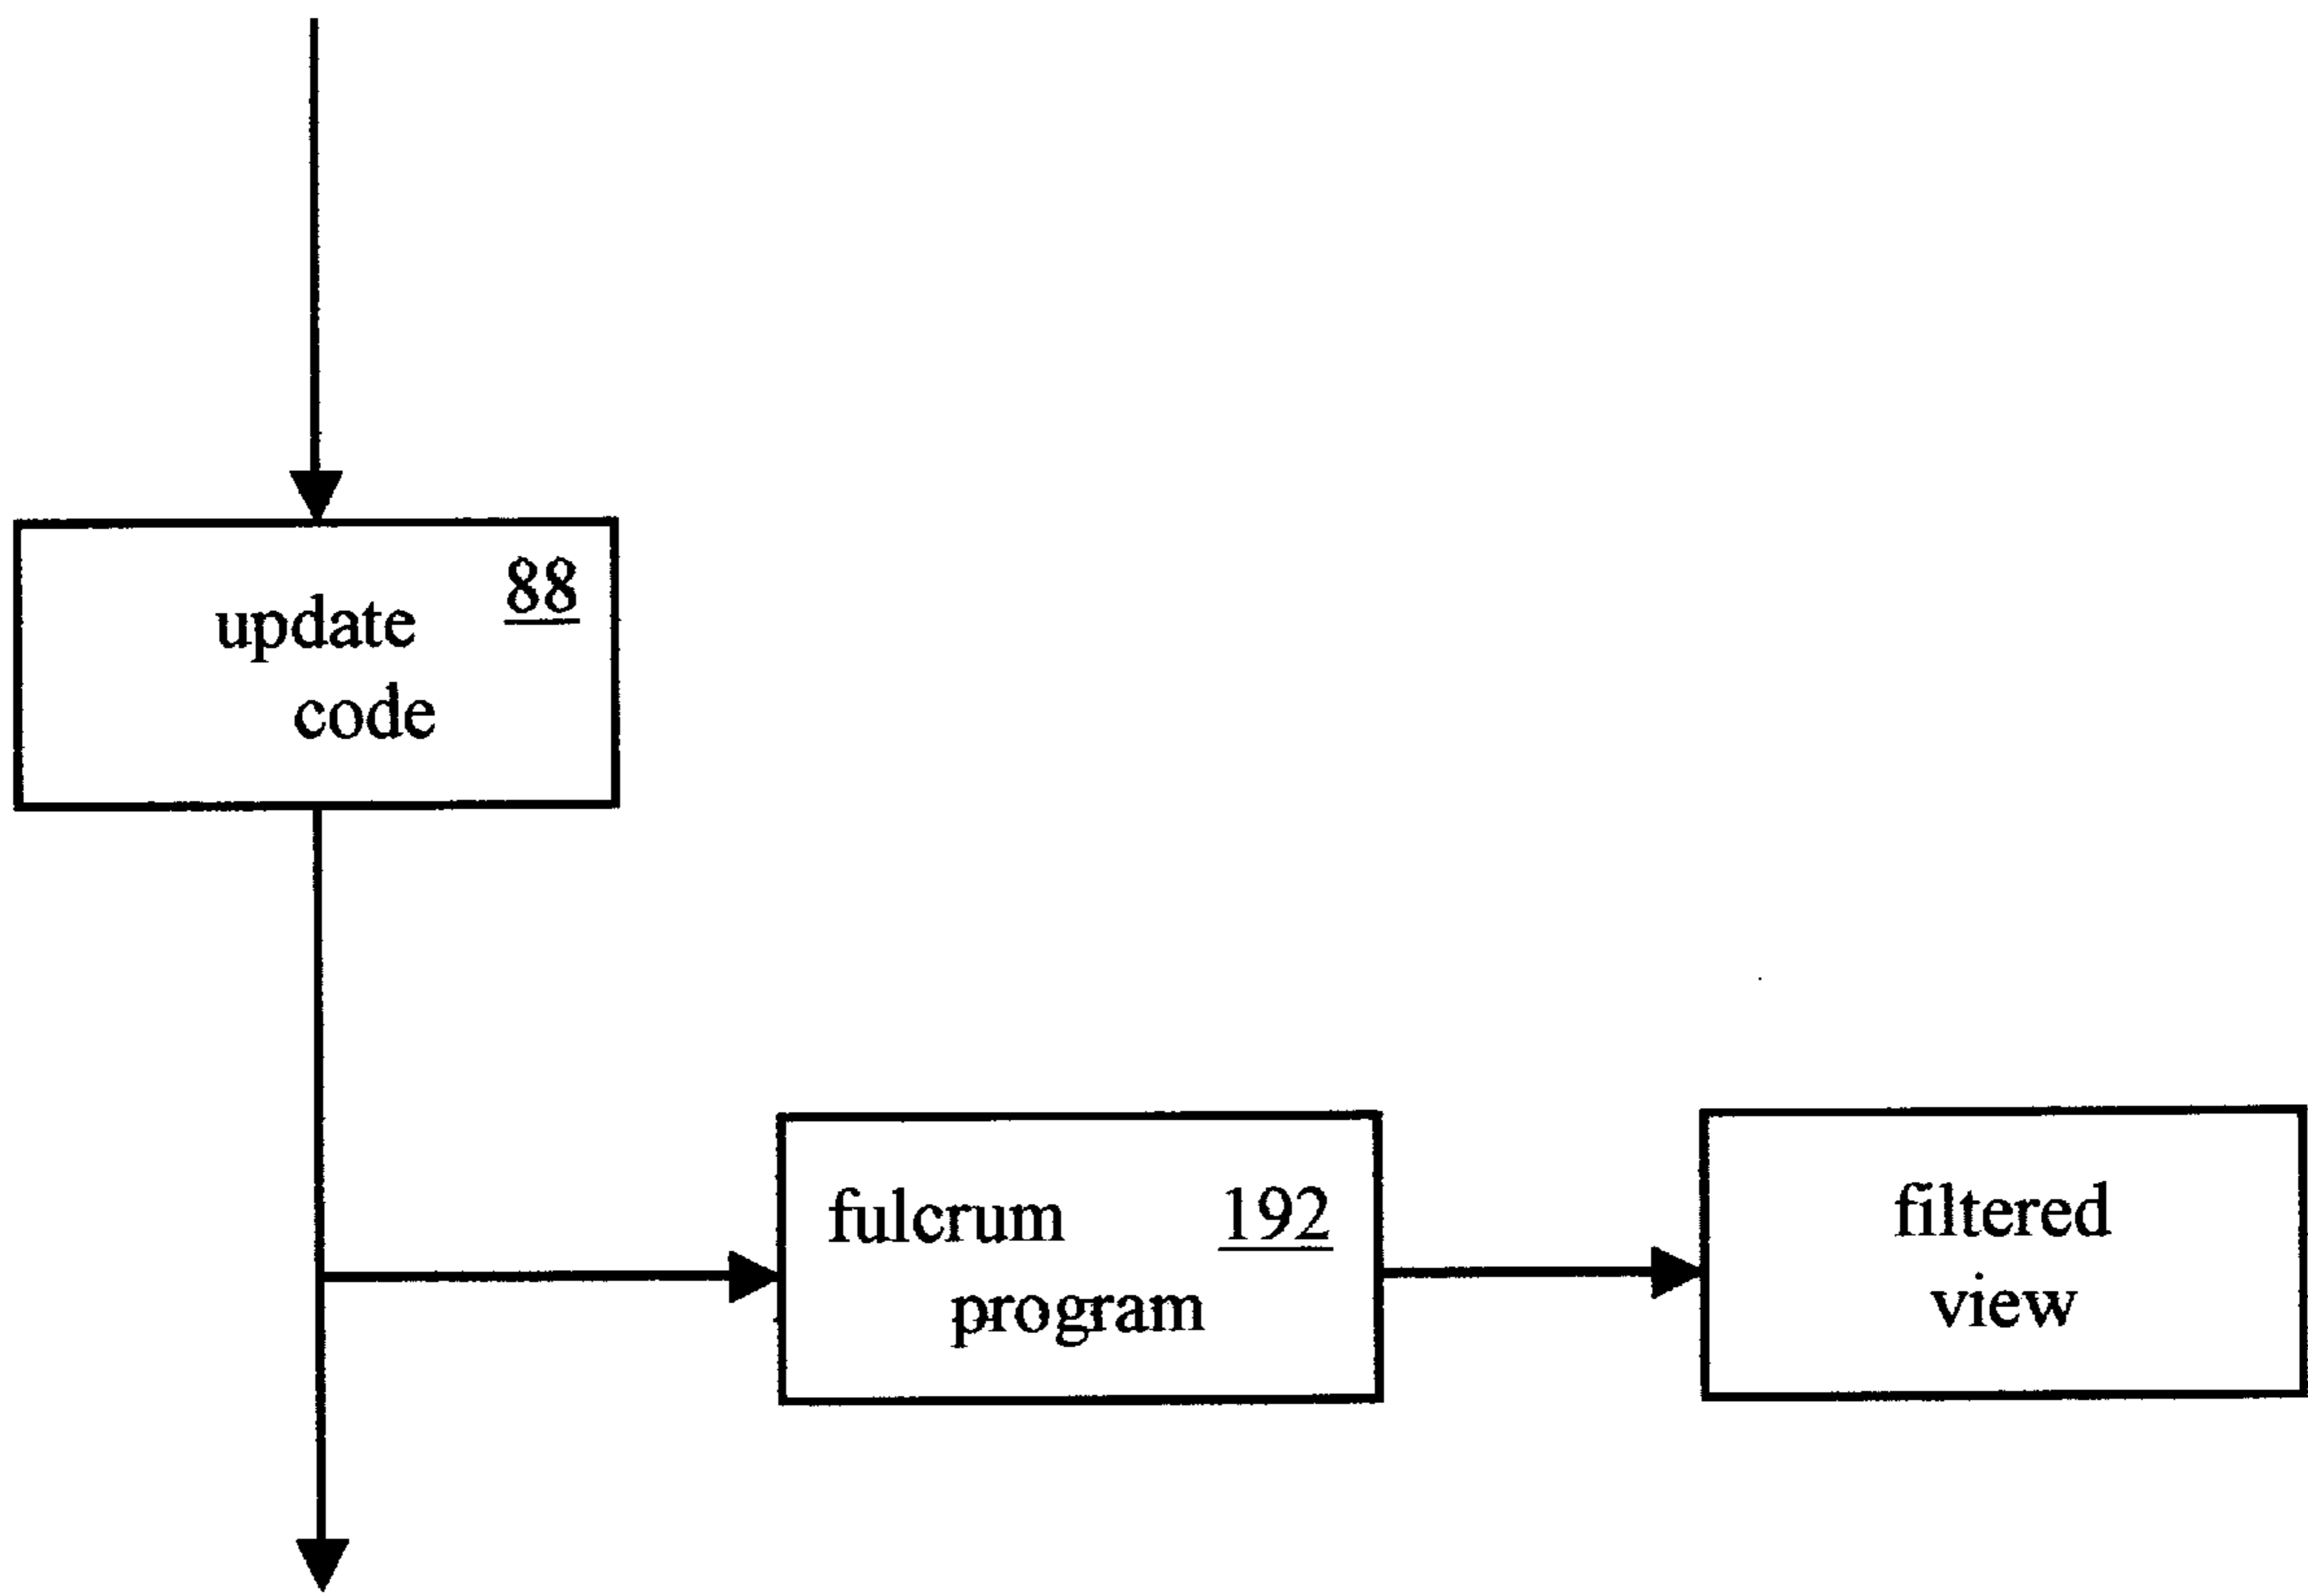 update 88
code
fulcrum 192
program
filtered
view